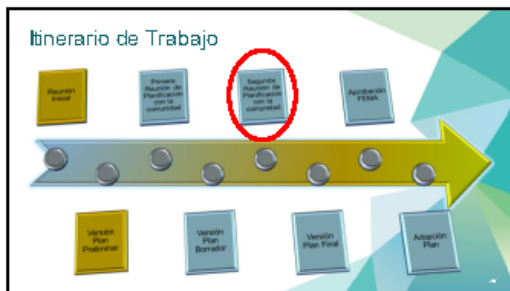 Itinerario de Trabajo
Reunión
Inicial
Primera
Reunión de
Planificación
con la
comunidad
Segunda
Reunión de
Planificación
con la
comunidad
Aprobación
FEMA
Versión
Plan
Preliminar
Versión
Plan
Borrador
Versión
Plan Final
Adopción
Plan